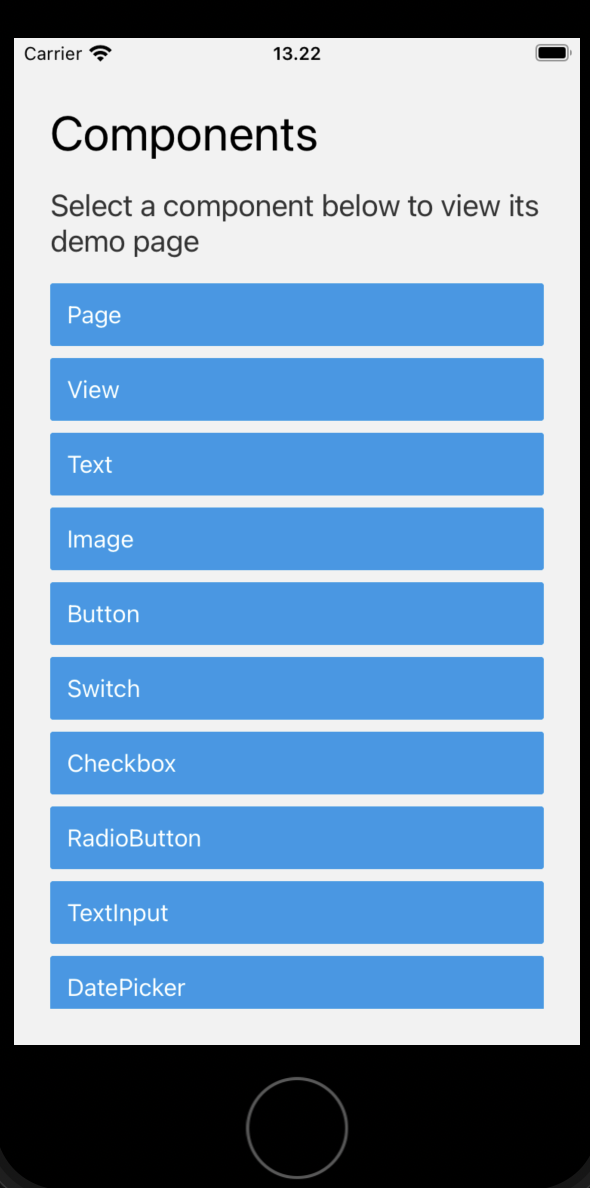 Carrier 13.22
Components
Select a component below to view its
demo page
Page
View
Text
Image
Button
Switch
Checkbox
RadioButton
TextInput
DatePicker